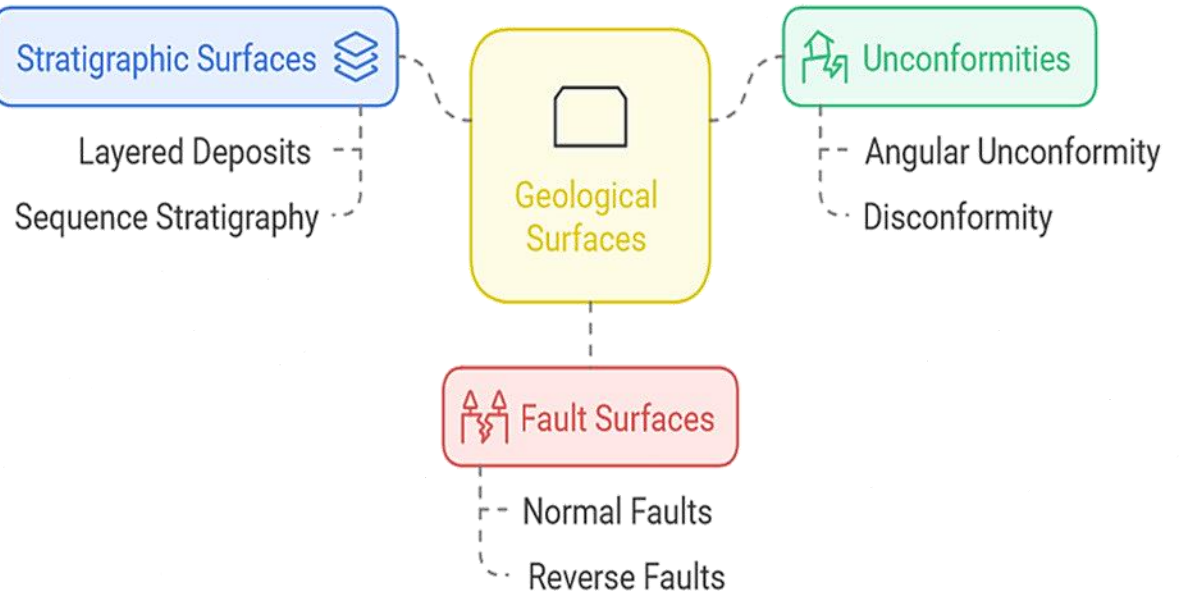 Stratigraphic Surfaces
Layered Deposits
Sequence Stratigraphy
Geological
Surfaces
Unconformities
Angular Unconformity
Disconformity
Fault Surfaces
Normal Faults
Reverse Faults